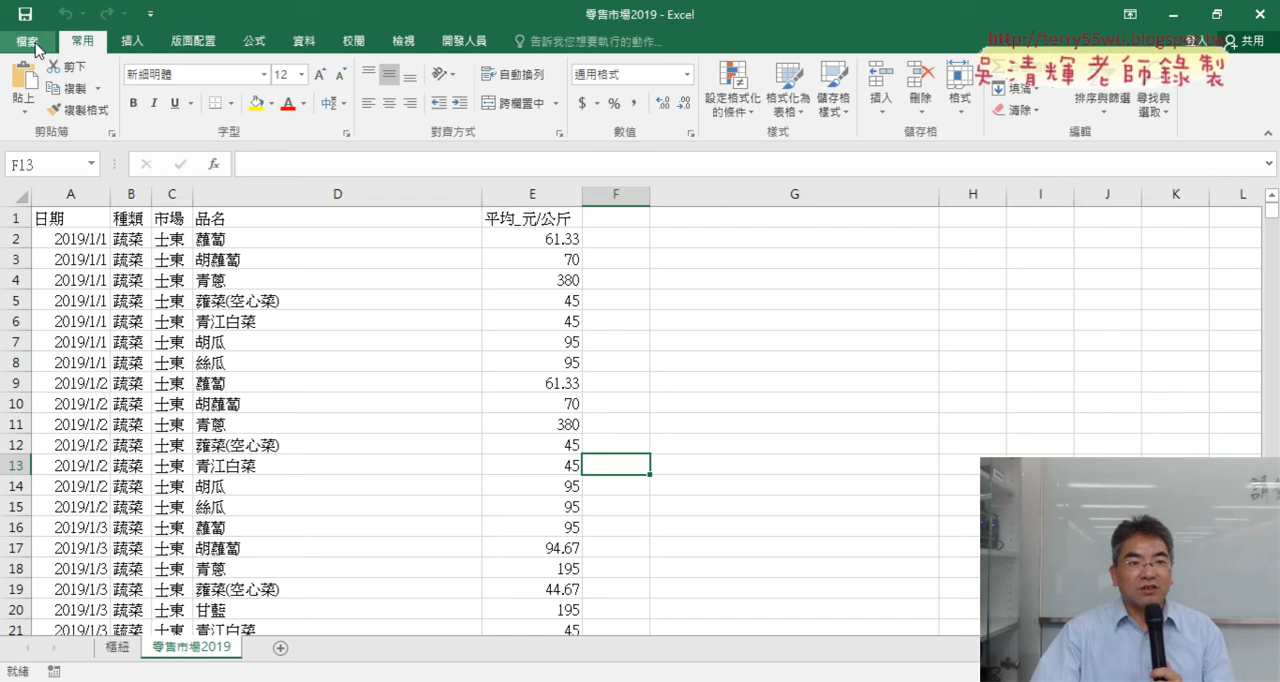 零售市場2019 - Excel
檔案 常用 插入 版面配置 公式 資料 校閱 檢視 開發人員 告訴我您想要執行的動作... 登入 共用
http://terry55wu.blogspot.tw
吳清輝老師錄製
貼上 剪下 複製 複製格式 剪貼簿
新細明體 12 B I U 中 字型
自動換列 跨欄置中 對齊方式
通用格式 $ % , 數值
設定格式化的條件 格式化為表格 儲存格樣式 樣式
插入 刪除 格式 儲存格
填滿 清除 排序與篩選 尋找與選取 編輯
F13 fx
A B C D E F G H I J K L
1 日期 種類 市場 品名 平均_元/公斤
2 2019/1/1 蔬菜 士東 蘿蔔 61.33
3 2019/1/1 蔬菜 士東 胡蘿蔔 70
4 2019/1/1 蔬菜 士東 青蔥 380
5 2019/1/1 蔬菜 士東 蕹菜(空心菜) 45
6 2019/1/1 蔬菜 士東 青江白菜 45
7 2019/1/1 蔬菜 士東 胡瓜 95
8 2019/1/1 蔬菜 士東 絲瓜 95
9 2019/1/2 蔬菜 士東 蘿蔔 61.33
10 2019/1/2 蔬菜 士東 胡蘿蔔 70
11 2019/1/2 蔬菜 士東 青蔥 380
12 2019/1/2 蔬菜 士東 蕹菜(空心菜) 45
13 2019/1/2 蔬菜 士東 青江白菜 45
14 2019/1/2 蔬菜 士東 胡瓜 95
15 2019/1/2 蔬菜 士東 絲瓜 95
16 2019/1/3 蔬菜 士東 蘿蔔 95
17 2019/1/3 蔬菜 士東 胡蘿蔔 94.67
18 2019/1/3 蔬菜 士東 青蔥 195
19 2019/1/3 蔬菜 士東 蕹菜(空心菜) 44.67
20 2019/1/3 蔬菜 士東 甘藍 195
21 2019/1/3 蔬菜 士東 青江白菜 45
樞紐 零售市場2019
就緒